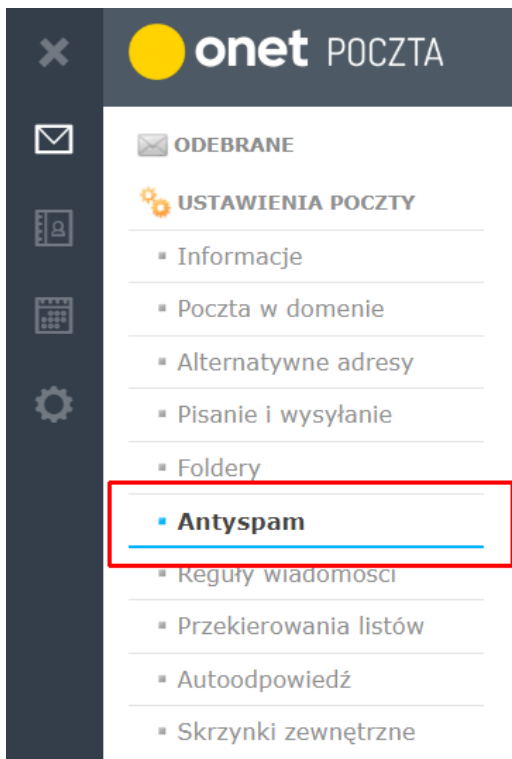 onet POCZTA
ODEBRANE
USTAWIENIA POCZTY
Informacje
Poczta w domenie
Alternatywne adresy
Pisanie i wysyłanie
Foldery
Antyspam
Reguły wiadomości
Przekierowania listów
Autoodpowiedź
Skrzynki zewnętrzne